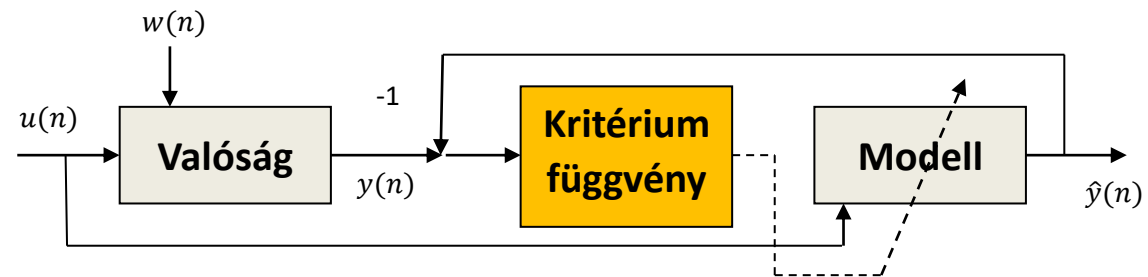 w(n)
u(n)
Valóság
-1
y(n)
Kritérium
függvény
Modell
ŷ(n)